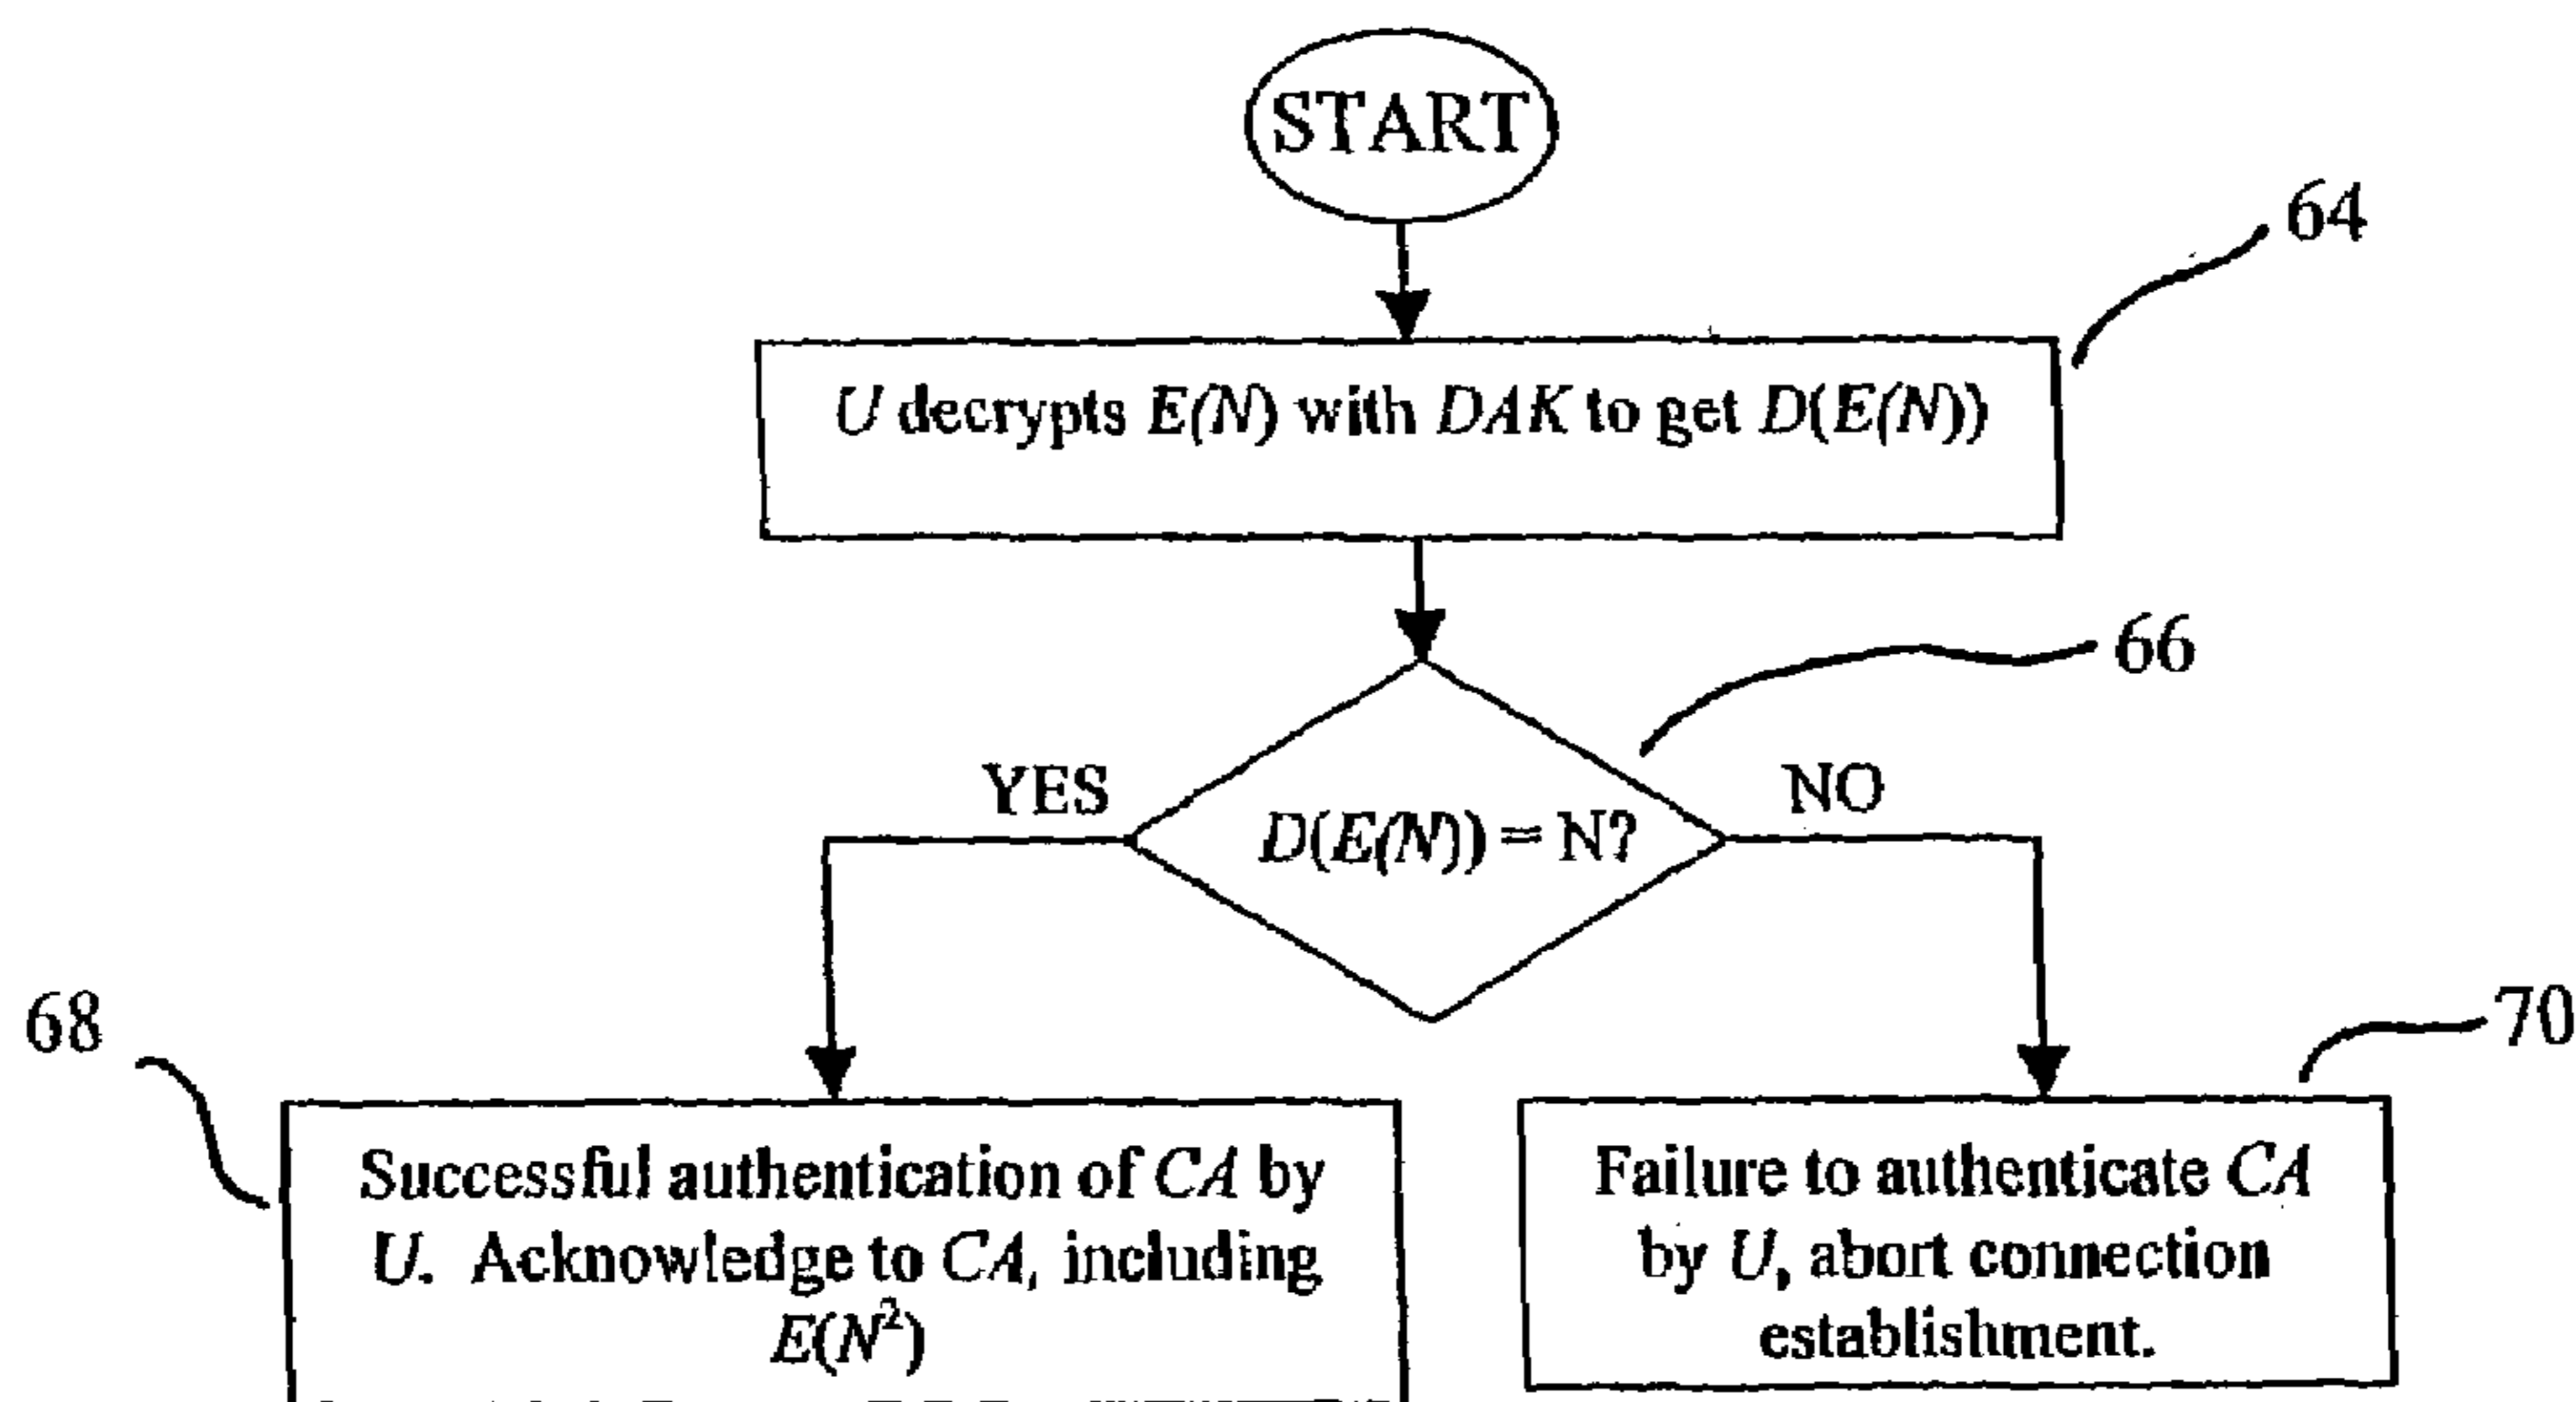 START
64
U decrypts E(N) with DAK to get D(E(N))
66
YES
NO
D(E(N)) = N?
68
70
Successful authentication of CA by
U. Acknowledge to CA, including
E(N²)
Failure to authenticate CA
by U, abort connection
establishment.